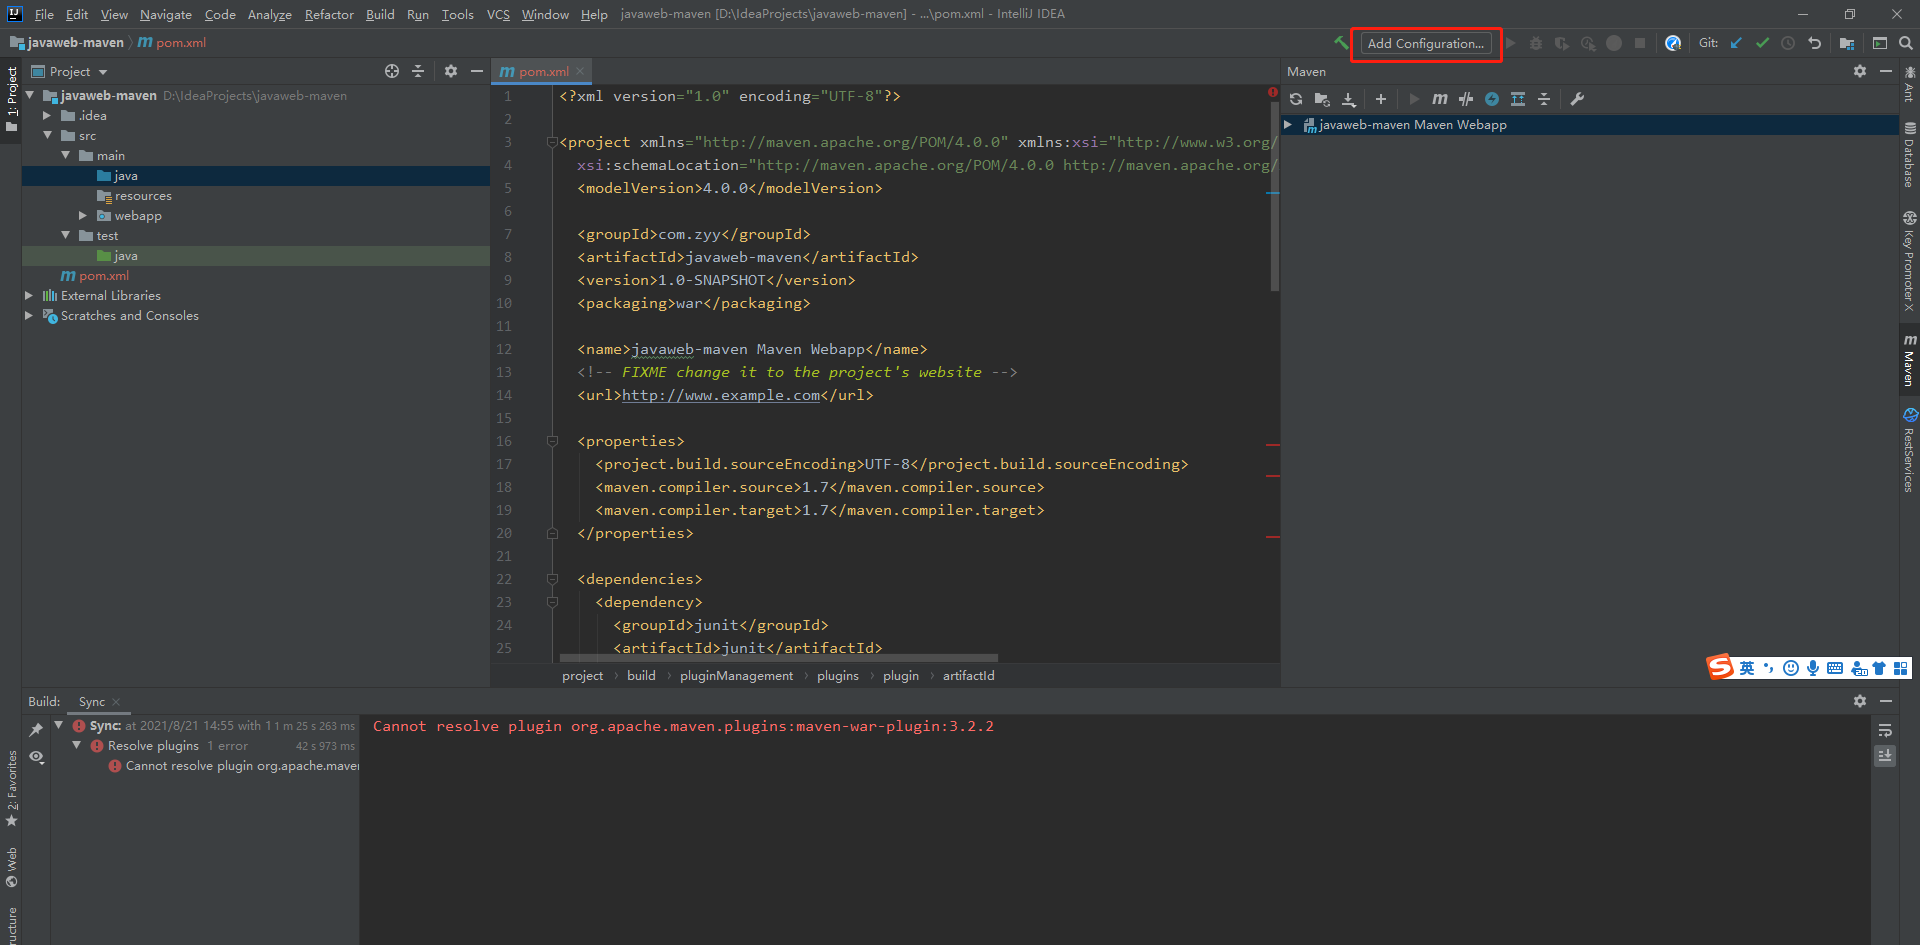 File Edit View Navigate Code Analyze Refactor Build Run Tools VCS Window Help javaweb-maven [D:\IdeaProjects\javaweb-maven] - ...\pom.xml - IntelliJ IDEA
javaweb-maven m pom.xml
Add Configuration...
Git:
1: Project
Project
javaweb-maven D:\IdeaProjects\javaweb-maven
.idea
src
main
java
resources
webapp
test
java
m pom.xml
External Libraries
Scratches and Consoles
m pom.xml
1 <?xml version="1.0" encoding="UTF-8"?>
2
3 <project xmlns="http://maven.apache.org/POM/4.0.0" xmlns:xsi="http://www.w3.org/
4 xsi:schemaLocation="http://maven.apache.org/POM/4.0.0 http://maven.apache.org/
5 <modelVersion>4.0.0</modelVersion>
6
7 <groupId>com.zyy</groupId>
8 <artifactId>javaweb-maven</artifactId>
9 <version>1.0-SNAPSHOT</version>
10 <packaging>war</packaging>
11
12 <name>javaweb-maven Maven Webapp</name>
13 <!-- FIXME change it to the project's website -->
14 <url>http://www.example.com</url>
15
16 <properties>
17 <project.build.sourceEncoding>UTF-8</project.build.sourceEncoding>
18 <maven.compiler.source>1.7</maven.compiler.source>
19 <maven.compiler.target>1.7</maven.compiler.target>
20 </properties>
21
22 <dependencies>
23 <dependency>
24 <groupId>junit</groupId>
25 <artifactId>junit</artifactId>
project build pluginManagement plugins plugin artifactId
Maven
javaweb-maven Maven Webapp
Ant
Database
Key Promoter X
Maven
RestServices
英
Build: Sync
Sync: at 2021/8/21 14:55 with 1 1 m 25 s 263 ms
Resolve plugins 1 error 42 s 973 ms
Cannot resolve plugin org.apache.maven
Cannot resolve plugin org.apache.maven.plugins:maven-war-plugin:3.2.2
2: Favorites
Web
ructure